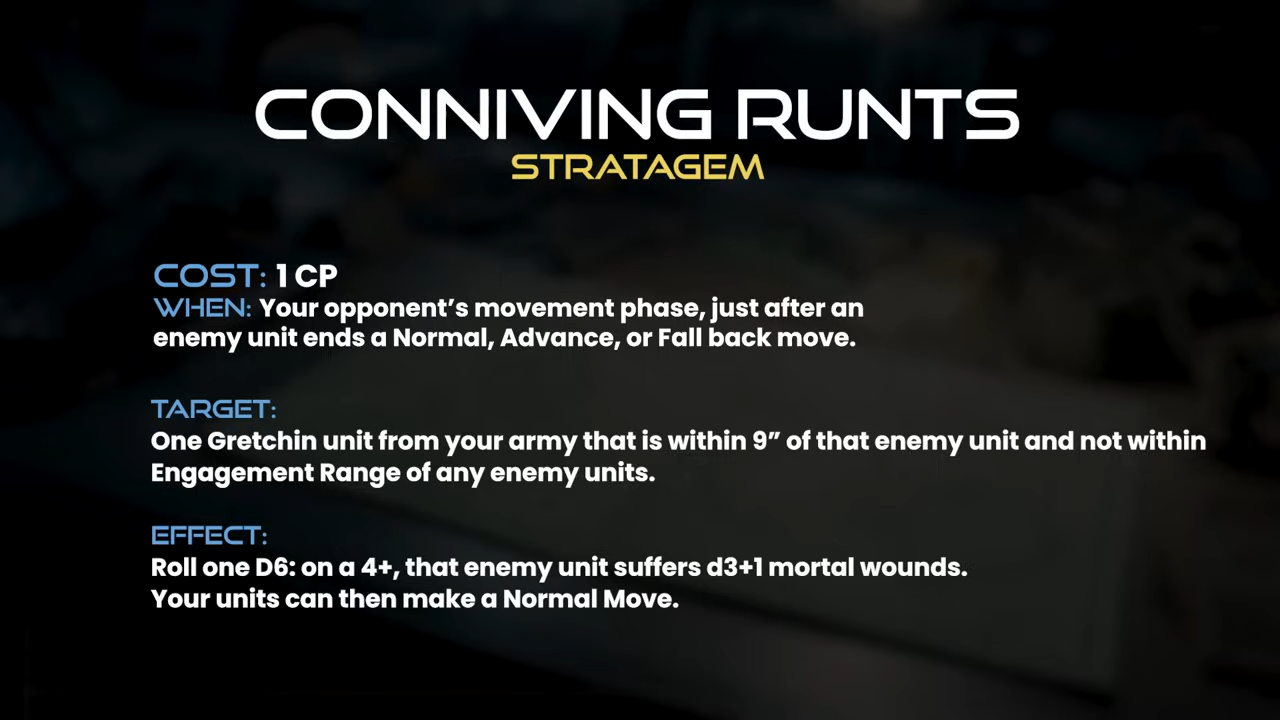 CONNIVING RUNTS
STRATAGEM
COST: 1 CP
WHEN: Your opponent's movement phase, just after an
enemy unit ends a Normal, Advance, or Fall back move.
TARGET:
One Gretchin unit from your army that is within 9” of that enemy unit and not within
Engagement Range of any enemy units.
EFFECT:
Roll one D6: on a 4+, that enemy unit suffers d3+1 mortal wounds.
Your units can then make a Normal Move.